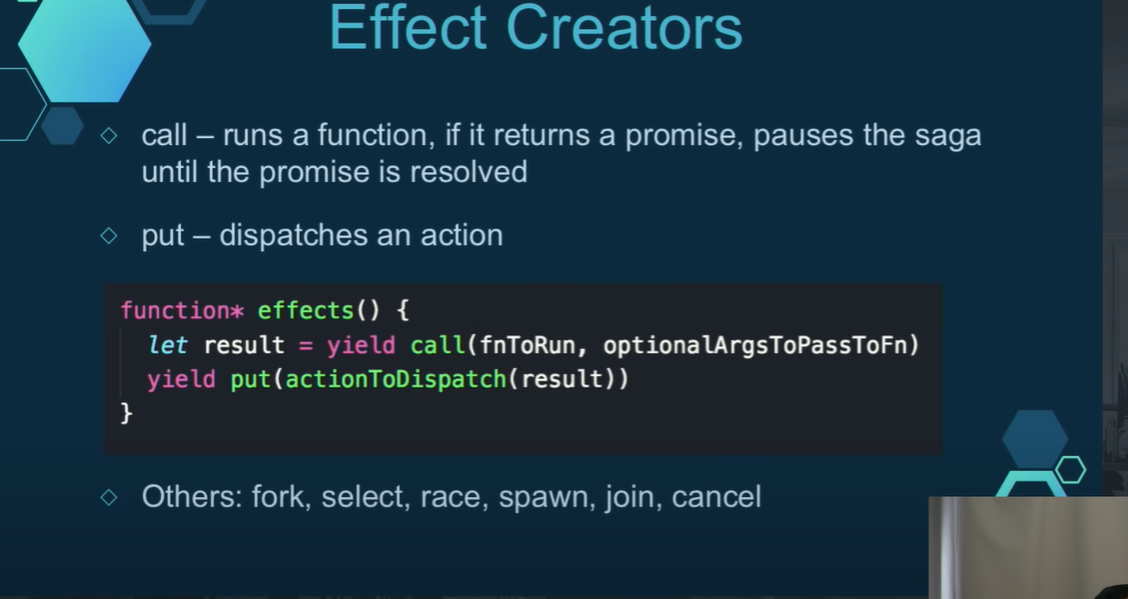 Effect Creators
◇ call – runs a function, if it returns a promise, pauses the saga
until the promise is resolved
◇ put – dispatches an action
function* effects() {
  let result = yield call(fnToRun, optionalArgsToPassToFn)
  yield put(actionToDispatch(result))
}
◇ Others: fork, select, race, spawn, join, cancel